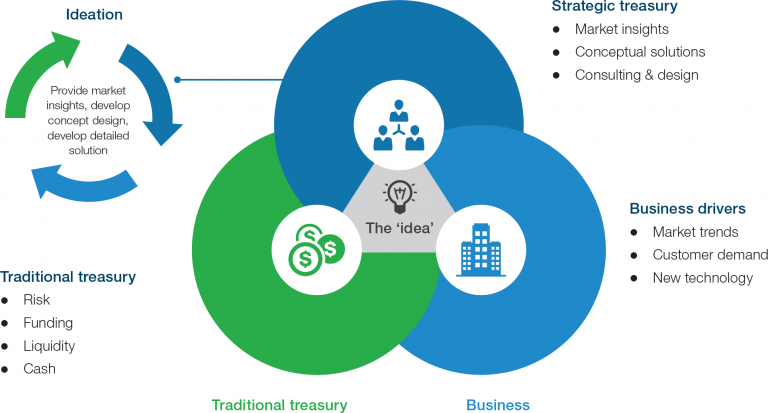 Ideation
Provide market
insights, develop
concept design,
develop detailed
solution
Strategic treasury
● Market insights
● Conceptual solutions
● Consulting & design
The ‘idea’
$
$
$
Business drivers
● Market trends
● Customer demand
● New technology
Traditional treasury
● Risk
● Funding
● Liquidity
● Cash
Traditional treasury
Business